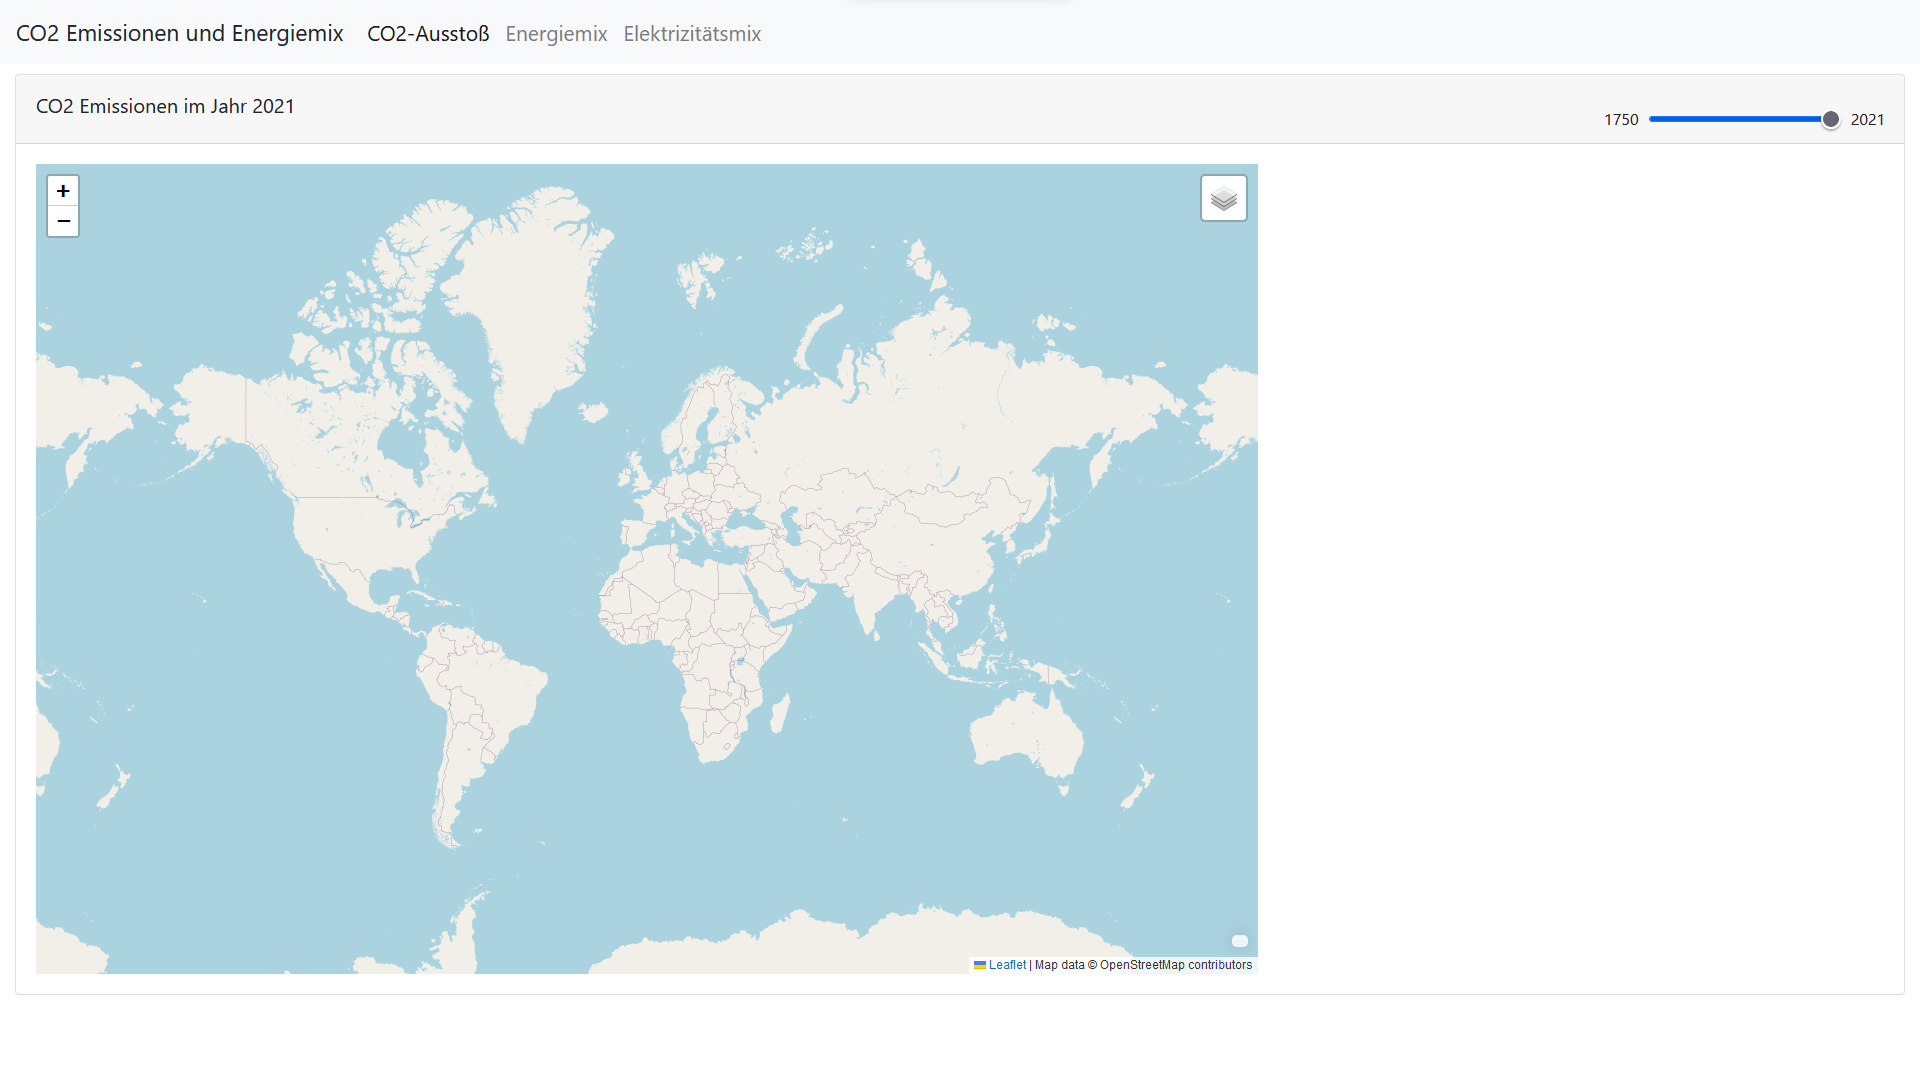 CO2 Emissionen und Energiemix CO2-Ausstoß Energiemix Elektrizitätsmix
CO2 Emissionen im Jahr 2021
1750 2021
+
−
Leaflet | Map data © OpenStreetMap contributors